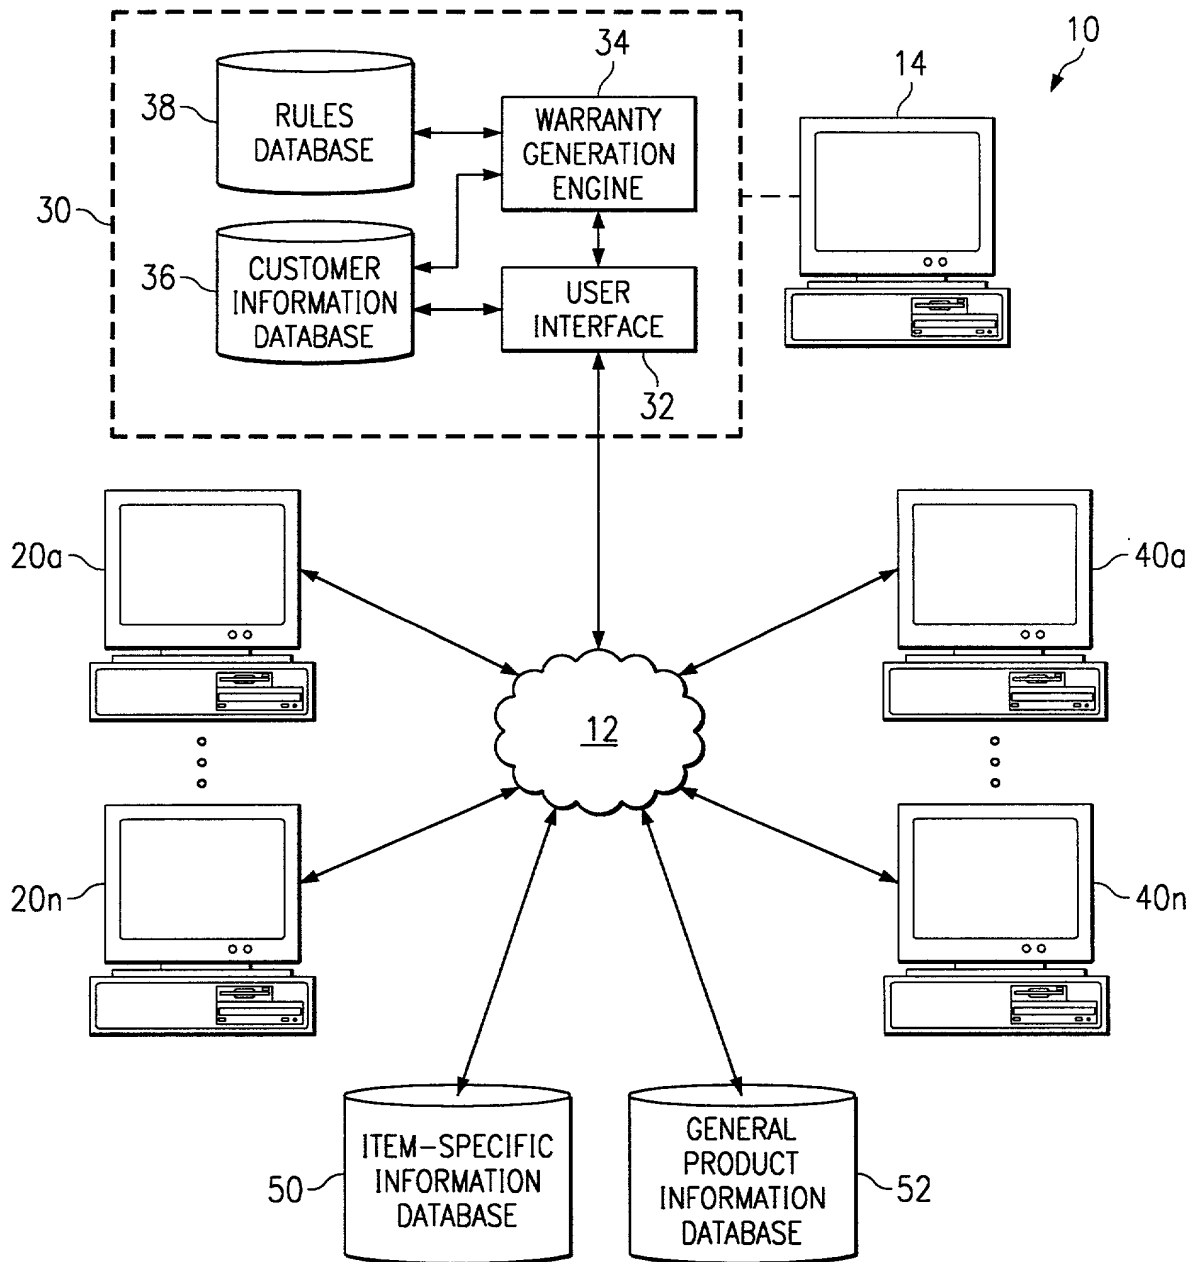 34
10
14
38
RULES
DATABASE
WARRANTY
GENERATION
ENGINE
30
36
CUSTOMER
INFORMATION
DATABASE
USER
INTERFACE
32
20a
40a
12
20n
40n
50
ITEM-SPECIFIC
INFORMATION
DATABASE
GENERAL
PRODUCT
INFORMATION
DATABASE
52